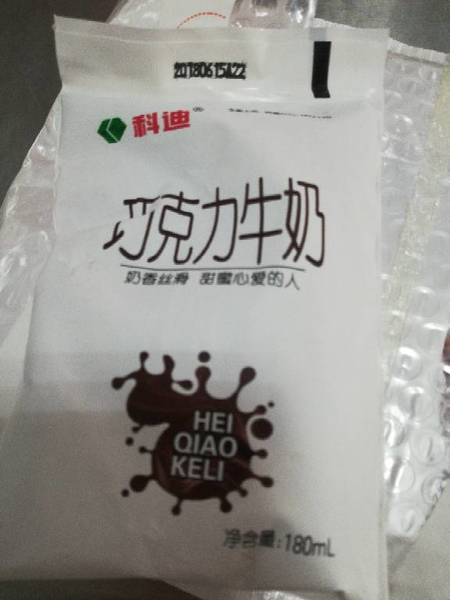 20180615A22
科迪®
巧克力牛奶
奶香丝滑 甜蜜心爱的人
HEI
QIAO
KELI
净含量:180mL